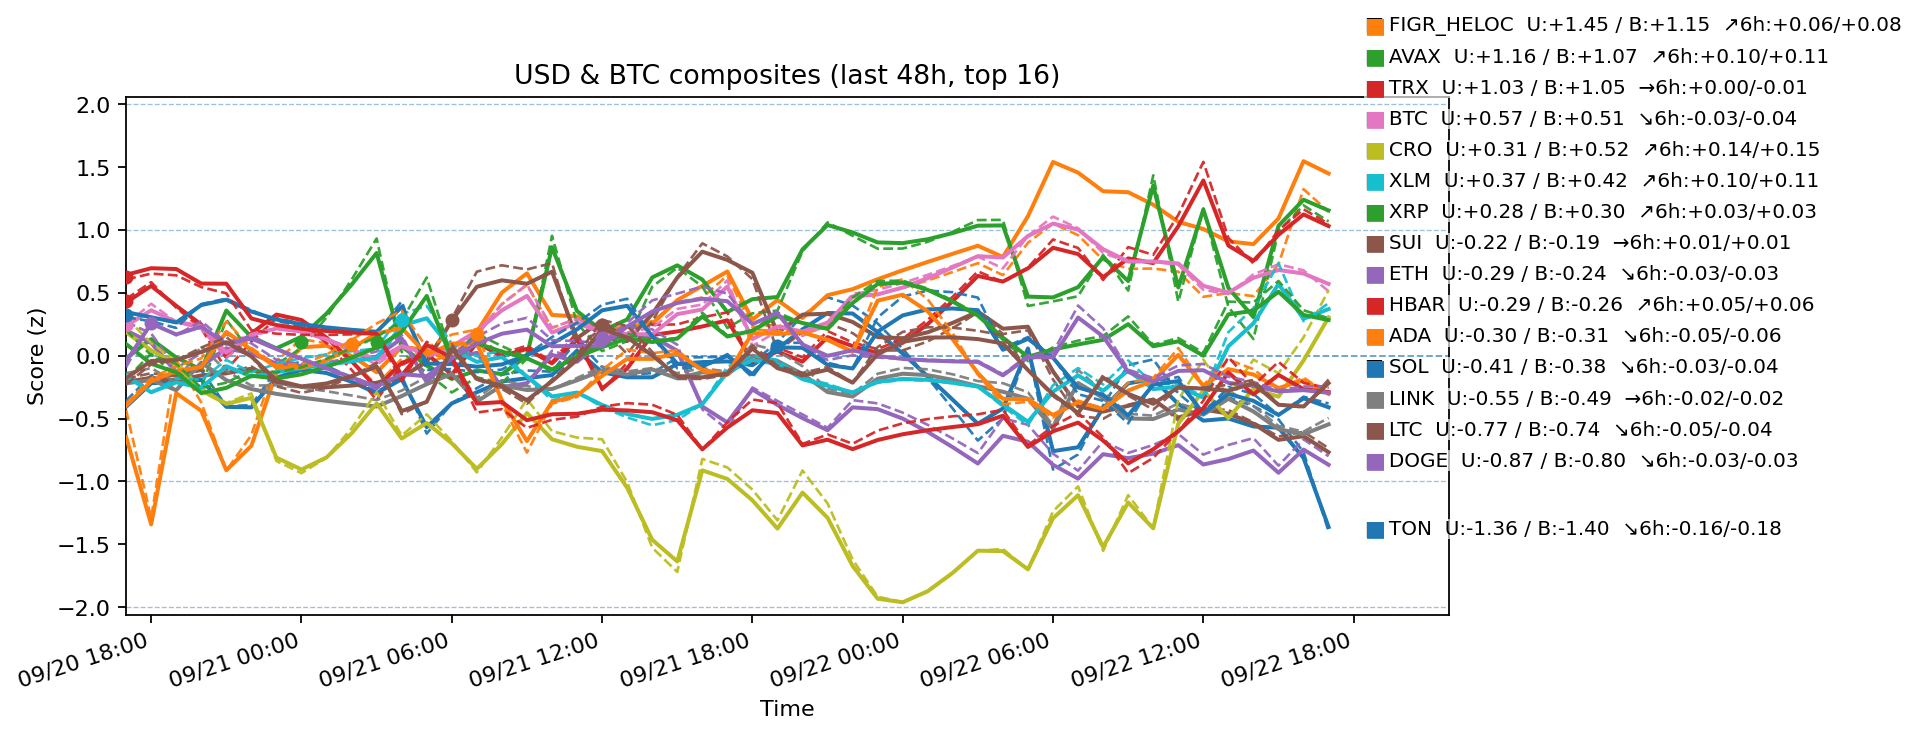 USD & BTC composites (last 48h, top 16)
FIGR_HELOC U:+1.45 / B:+1.15 ↗6h:+0.06/+0.08
AVAX U:+1.16 / B:+1.07 ↗6h:+0.10/+0.11
TRX U:+1.03 / B:+1.05 →6h:+0.00/-0.01
BTC U:+0.57 / B:+0.51 ↘6h:-0.03/-0.04
CRO U:+0.31 / B:+0.52 ↗6h:+0.14/+0.15
XLM U:+0.37 / B:+0.42 ↗6h:+0.10/+0.11
XRP U:+0.28 / B:+0.30 ↗6h:+0.03/+0.03
SUI U:-0.22 / B:-0.19 →6h:+0.01/+0.01
ETH U:-0.29 / B:-0.24 ↘6h:-0.03/-0.03
HBAR U:-0.29 / B:-0.26 ↗6h:+0.05/+0.06
ADA U:-0.30 / B:-0.31 ↘6h:-0.05/-0.06
SOL U:-0.41 / B:-0.38 ↘6h:-0.03/-0.04
LINK U:-0.55 / B:-0.49 →6h:-0.02/-0.02
LTC U:-0.77 / B:-0.74 ↘6h:-0.05/-0.04
DOGE U:-0.87 / B:-0.80 ↘6h:-0.03/-0.03
TON U:-1.36 / B:-1.40 ↘6h:-0.16/-0.18
Score (z)
2.0
1.5
1.0
0.5
0.0
−0.5
−1.0
−1.5
−2.0
09/20 18:00
09/21 00:00
09/21 06:00
09/21 12:00
09/21 18:00
09/22 00:00
09/22 06:00
09/22 12:00
09/22 18:00
Time